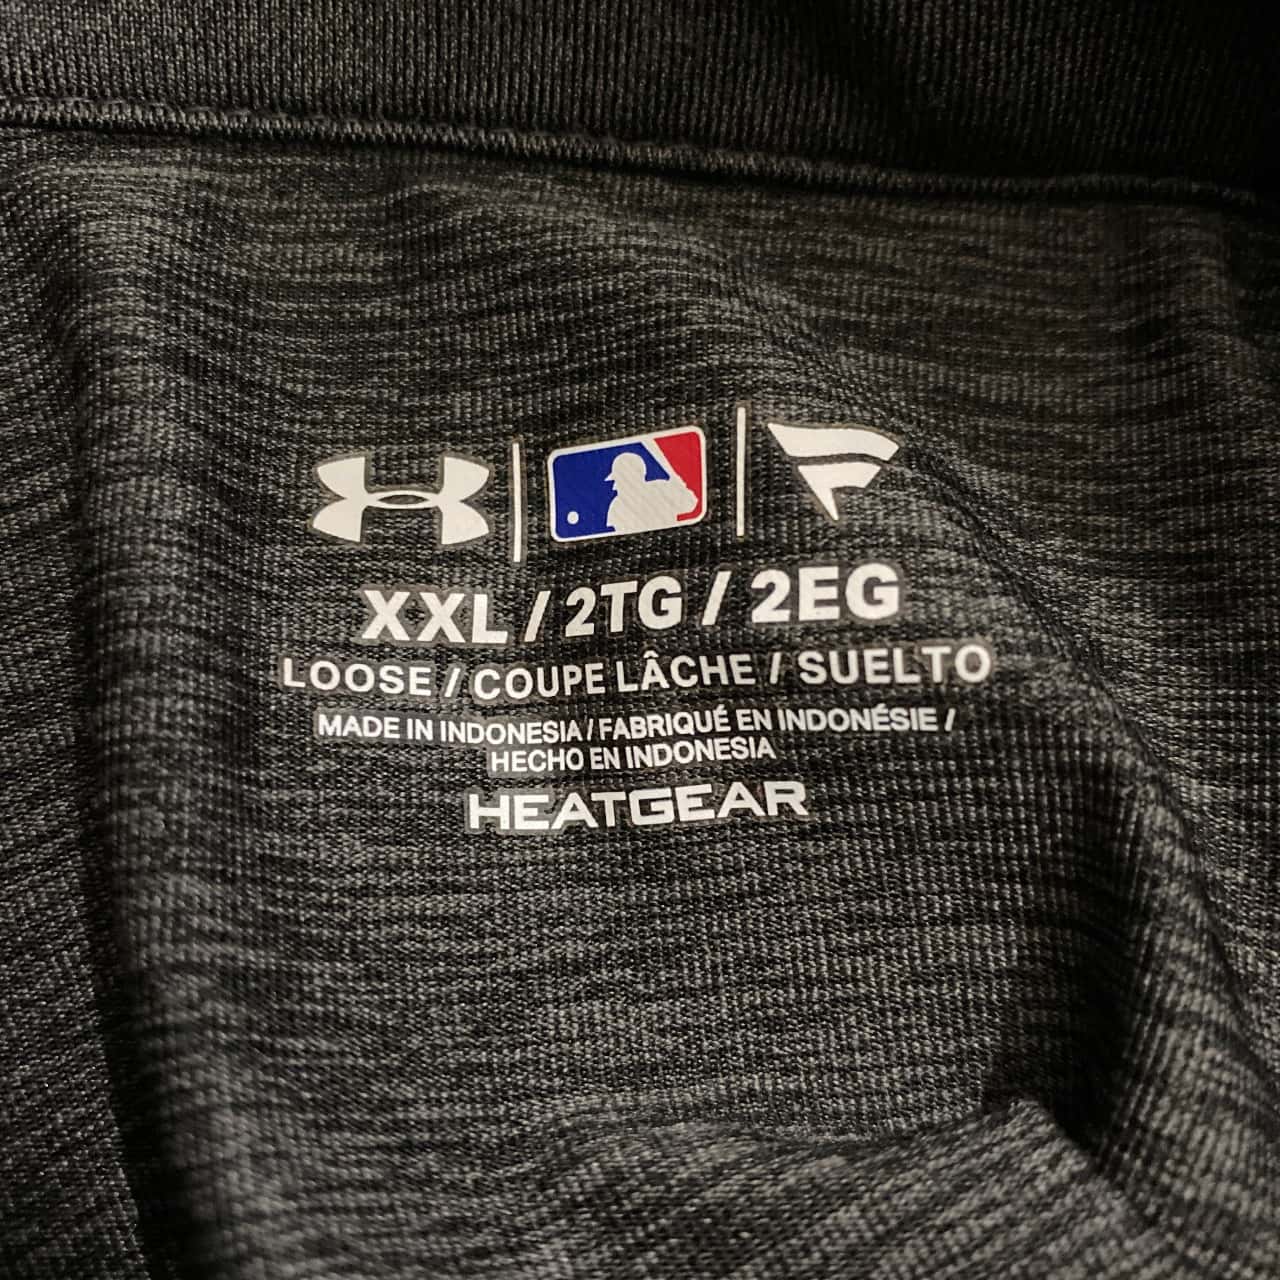 XXL / 2TG / 2EG
LOOSE / COUPE LÂCHE / SUELTO
MADE IN INDONESIA / FABRIQUÉ EN INDONÉSIE /
HECHO EN INDONESIA
HEATGEAR